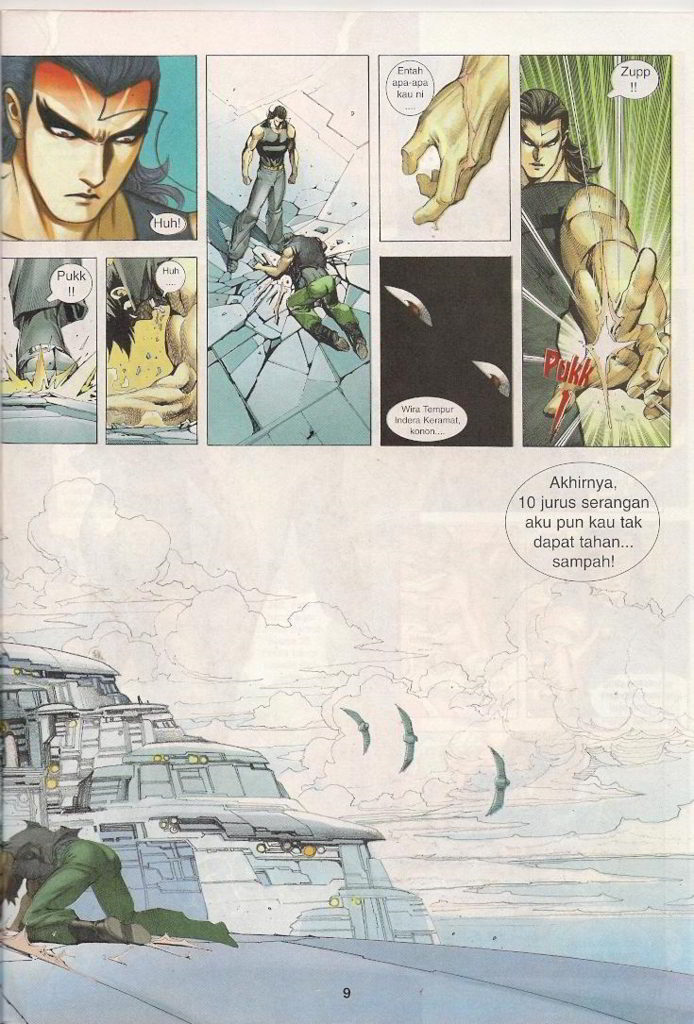 Huh!
Pukk
!!
Huh
....
Entah
apa-apa
kau ni
....
Wira Tempur
Indera Keramat,
konon....
Zupp
!!
Pukk
!
Akhirnya,
10 jurus serangan
aku pun kau tak
dapat tahan...
sampah!
9